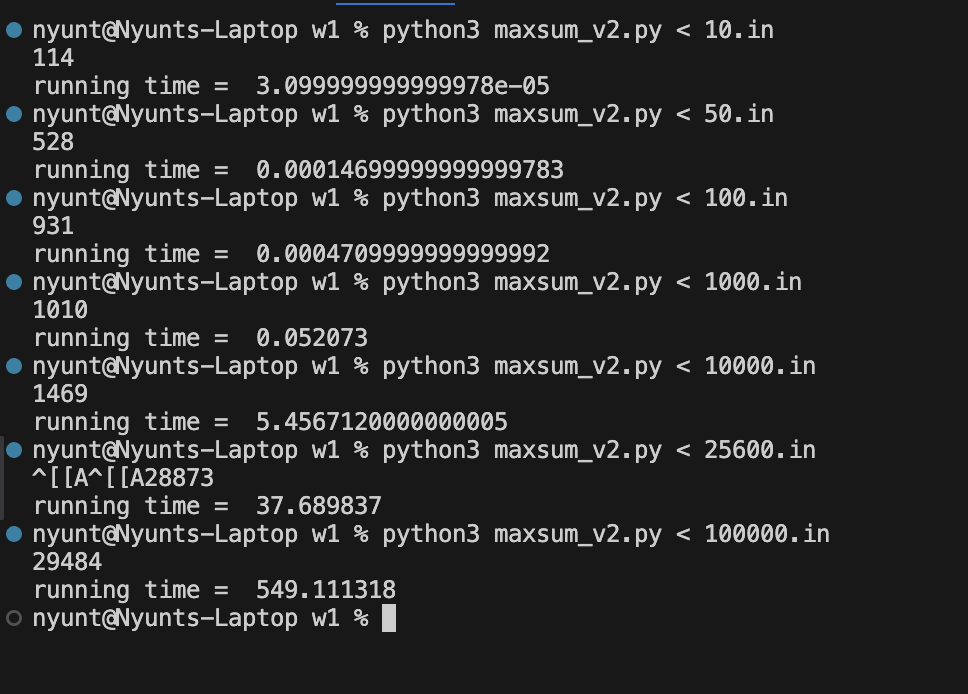 nyunt@Nyunts-Laptop w1 % python3 maxsum_v2.py < 10.in
114
running time =  3.099999999999978e-05
nyunt@Nyunts-Laptop w1 % python3 maxsum_v2.py < 50.in
528
running time =  0.00014699999999999783
nyunt@Nyunts-Laptop w1 % python3 maxsum_v2.py < 100.in
931
running time =  0.0004709999999999992
nyunt@Nyunts-Laptop w1 % python3 maxsum_v2.py < 1000.in
1010
running time =  0.052073
nyunt@Nyunts-Laptop w1 % python3 maxsum_v2.py < 10000.in
1469
running time =  5.4567120000000005
nyunt@Nyunts-Laptop w1 % python3 maxsum_v2.py < 25600.in
^[[A^[[A28873
running time =  37.689837
nyunt@Nyunts-Laptop w1 % python3 maxsum_v2.py < 100000.in
29484
running time =  549.111318
nyunt@Nyunts-Laptop w1 %